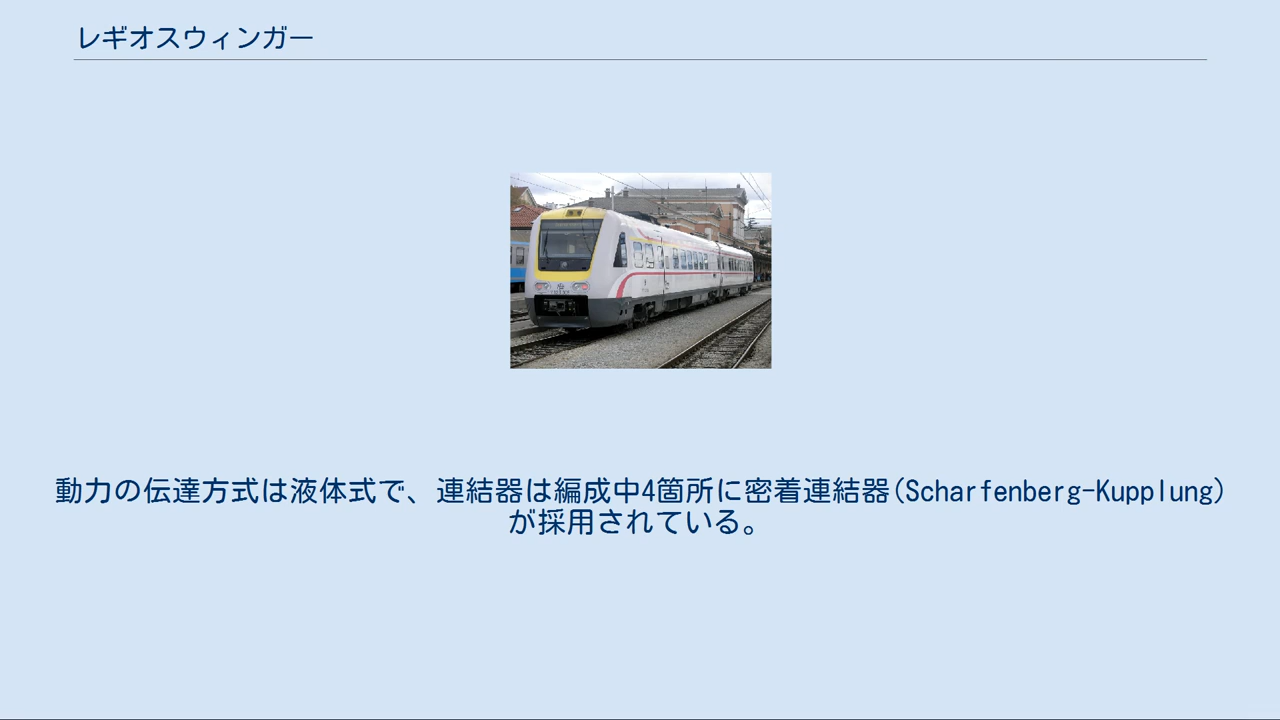 レギオスウィンガー
動力の伝達方式は液体式で、連結器は編成中4箇所に密着連結器(Scharfenberg-Kupplung)
が採用されている。